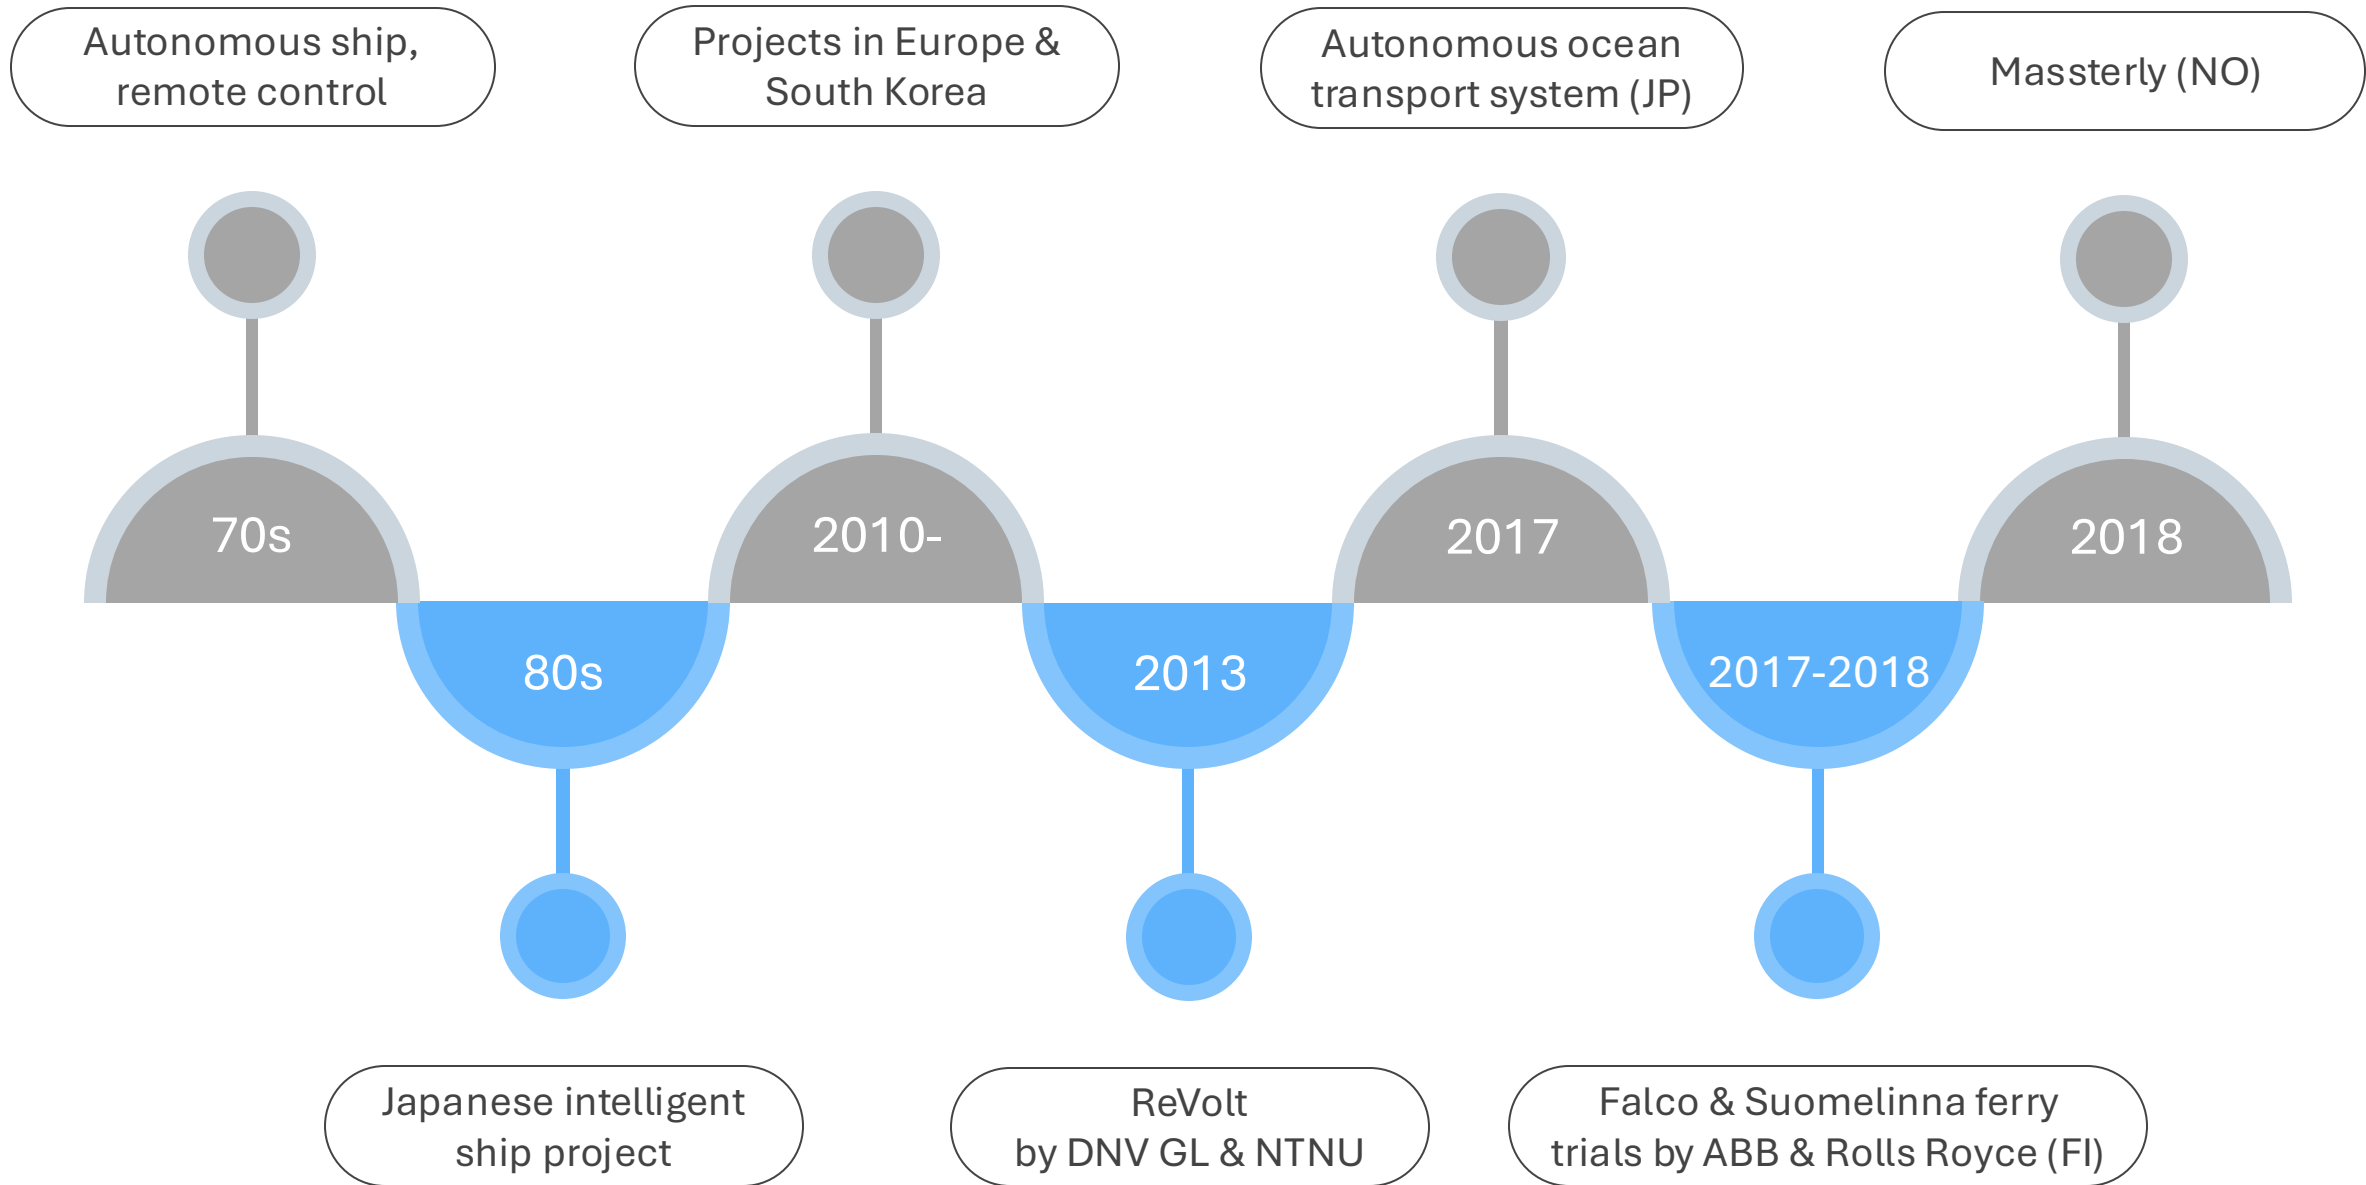 Autonomous ship,
remote control
Projects in Europe &
South Korea
Autonomous ocean
transport system (JP)
Massterly (NO)
70s
2010-
2017
2018
80s
2013
2017-2018
Japanese intelligent
ship project
ReVolt
by DNV GL & NTNU
Falco & Suomelinna ferry
trials by ABB & Rolls Royce (FI)